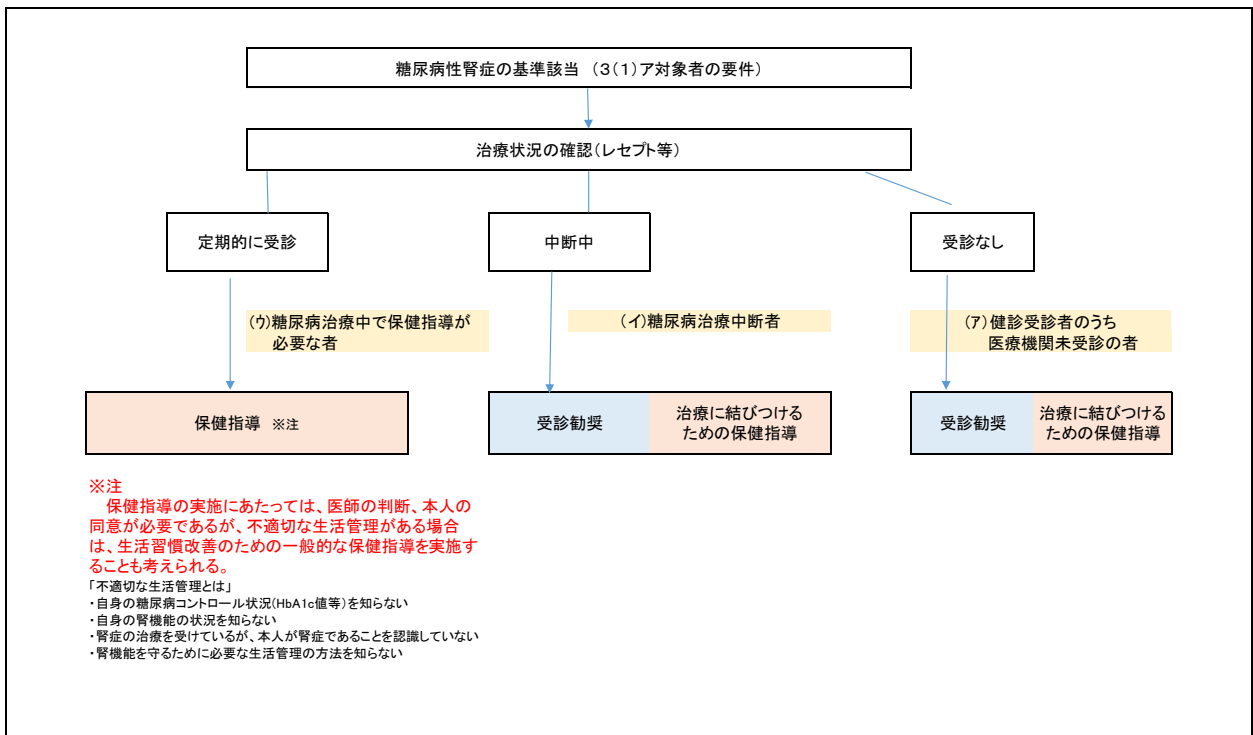 糖尿病性腎症の基準該当 （３(１)ア対象者の要件）
治療状況の確認（レセプト等）
定期的に受診
中断中
受診なし
(ｳ)糖尿病治療中で保健指導が
必要な者
(イ)糖尿病治療中断者
(ア)健診受診者のうち
医療機関未受診の者
保健指導 ※注
受診勧奨
治療に結びつける
ための保健指導
受診勧奨
治療に結びつける
ための保健指導
※注
保健指導の実施にあたっては、医師の判断、本人の
同意が必要であるが、不適切な生活管理がある場合
は、生活習慣改善のための一般的な保健指導を実施す
ることも考えられる。
「不適切な生活管理とは」
・自身の糖尿病コントロール状況(HbA1c値等)を知らない
・自身の腎機能の状況を知らない
・腎症の治療を受けているが、本人が腎症であることを認識していない
・腎機能を守るために必要な生活管理の方法を知らない